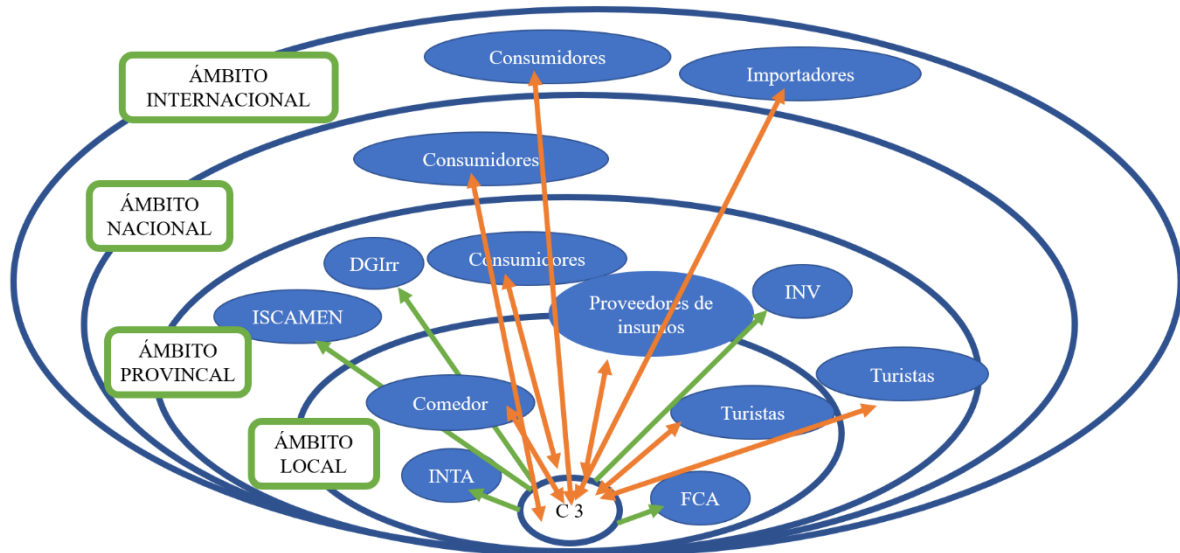 Consumidores
Importadores
ÁMBITO
INTERNACIONAL
Consumidores
ÁMBITO
NACIONAL
DGIrr
Consumidores
INV
Proveedores de
insumos
ISCAMEN
ÁMBITO
PROVINCAL
Turistas
Comedor
Turistas
ÁMBITO
LOCAL
INTA
FCA
C 3